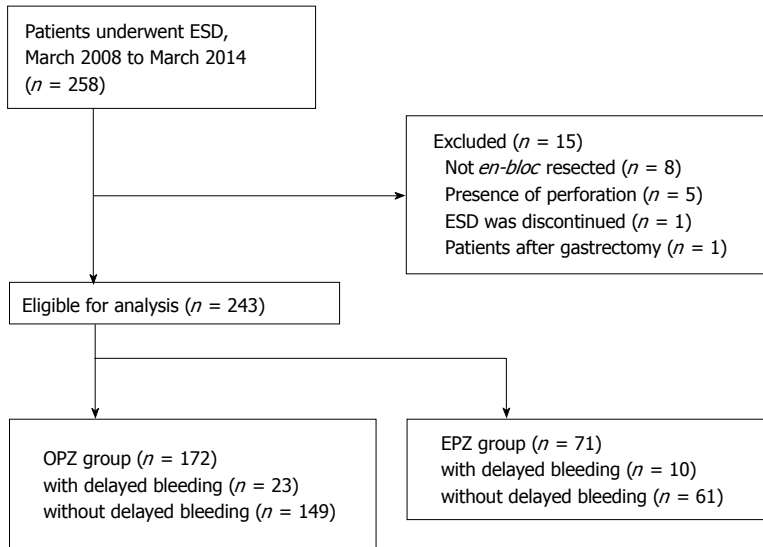 Patients underwent ESD,
March 2008 to March 2014
(n = 258)
Excluded (n = 15)
Not en-bloc resected (n = 8)
Presence of perforation (n = 5)
ESD was discontinued (n = 1)
Patients after gastrectomy (n = 1)
Eligible for analysis (n = 243)
OPZ group (n = 172)
with delayed bleeding (n = 23)
without delayed bleeding (n = 149)
EPZ group (n = 71)
with delayed bleeding (n = 10)
without delayed bleeding (n = 61)